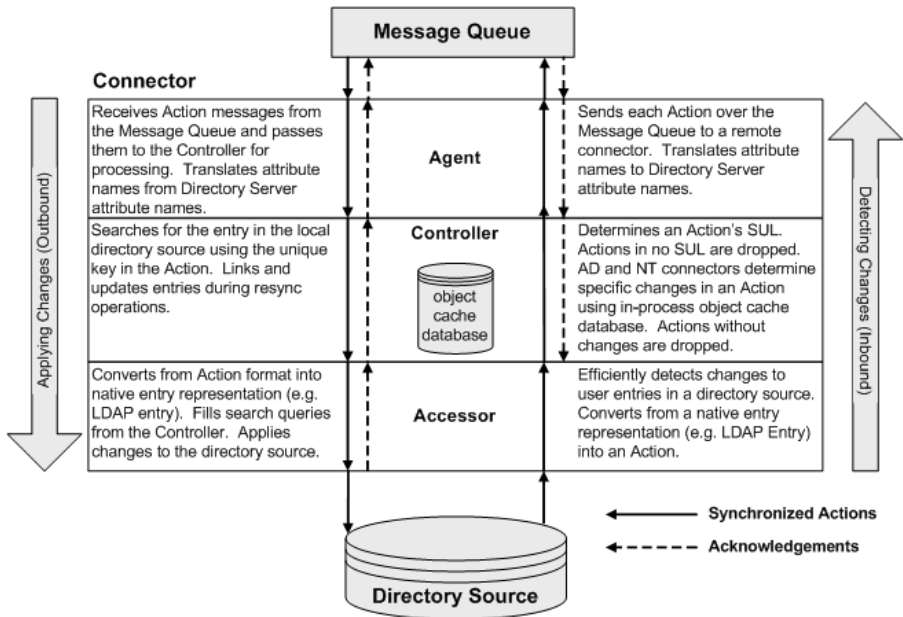 Message Queue
Connector
Receives Action messages from
the Message Queue and passes
them to the Controller for
processing. Translates attribute
names from Directory Server
attribute names.
Agent
Sends each Action over the
Message Queue to a remote
connector. Translates attribute
names to Directory Server
attribute names.
Searches for the entry in the local
directory source using the unique
key in the Action. Links and
updates entries during resync
operations.
Controller
object
cache
database
Determines an Action's SUL.
Actions in no SUL are dropped.
AD and NT connectors determine
specific changes in an Action
using in-process object cache
database. Actions without
changes are dropped.
Converts from Action format into
native entry representation (e.g.
LDAP entry). Fills search queries
from the Controller. Applies
changes to the directory source.
Accessor
Efficiently detects changes to
user entries in a directory source.
Converts from a native entry
representation (e.g. LDAP Entry)
into an Action.
Applying Changes (Outbound)
Detecting Changes (Inbound)
Synchronized Actions
Acknowledgements
Directory Source